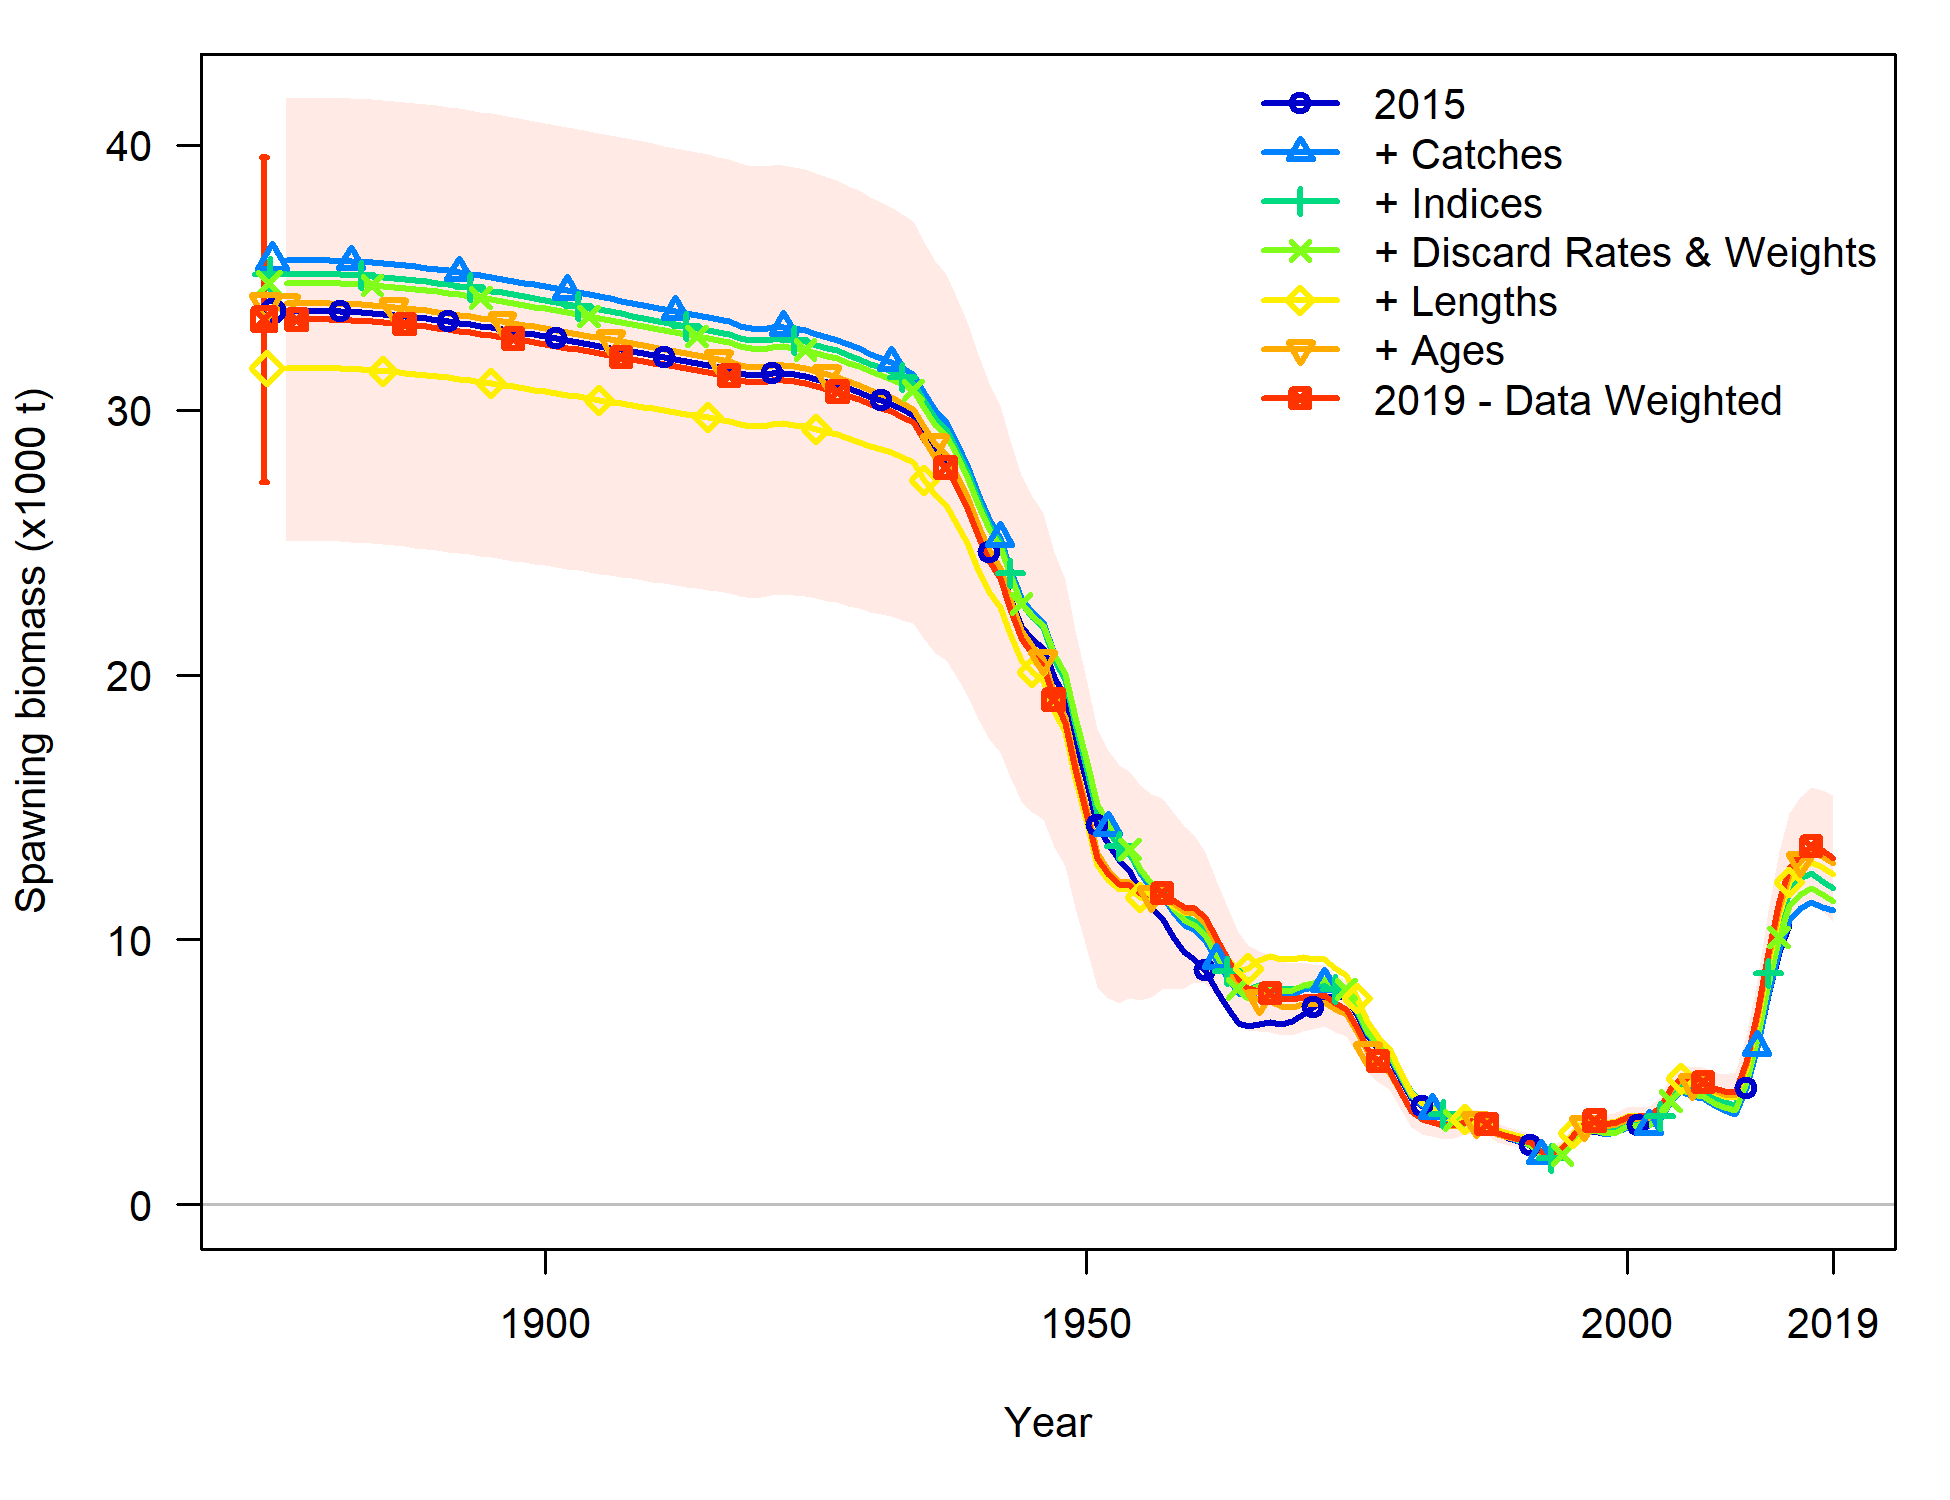 2015
+ Catches
+ Indices
+ Discard Rates & Weights
+ Lengths
+ Ages
2019 - Data Weighted
40
30
20
10
0
Spawning biomass (x1000 t)
1900
1950
2000
2019
Year